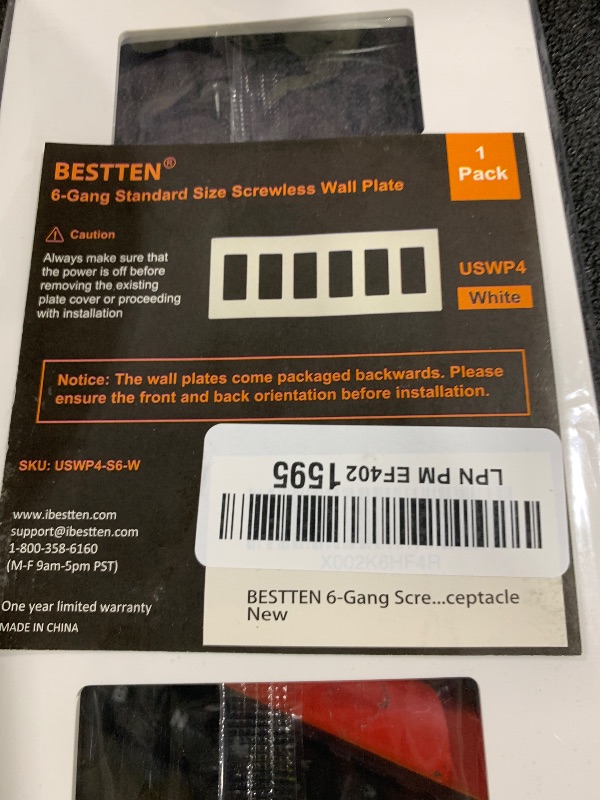 BESTTEN®
1
Pack
6-Gang Standard Size Screwless Wall Plate
Caution
Always make sure that
the power is off before
removing the existing
plate cover or proceeding
with installation
USWP4
White
Notice: The wall plates come packaged backwards. Please
ensure the front and back orientation before installation.
SKU: USWP4-S6-W
www.ibestten.com
support@ibestten.com
1-800-358-6160
(M-F 9am-5pm PST)
One year limited warranty
MADE IN CHINA
LPN PM EF402 1595
X002K6HF4R
BESTTEN 6-Gang Scre...ceptacle
New